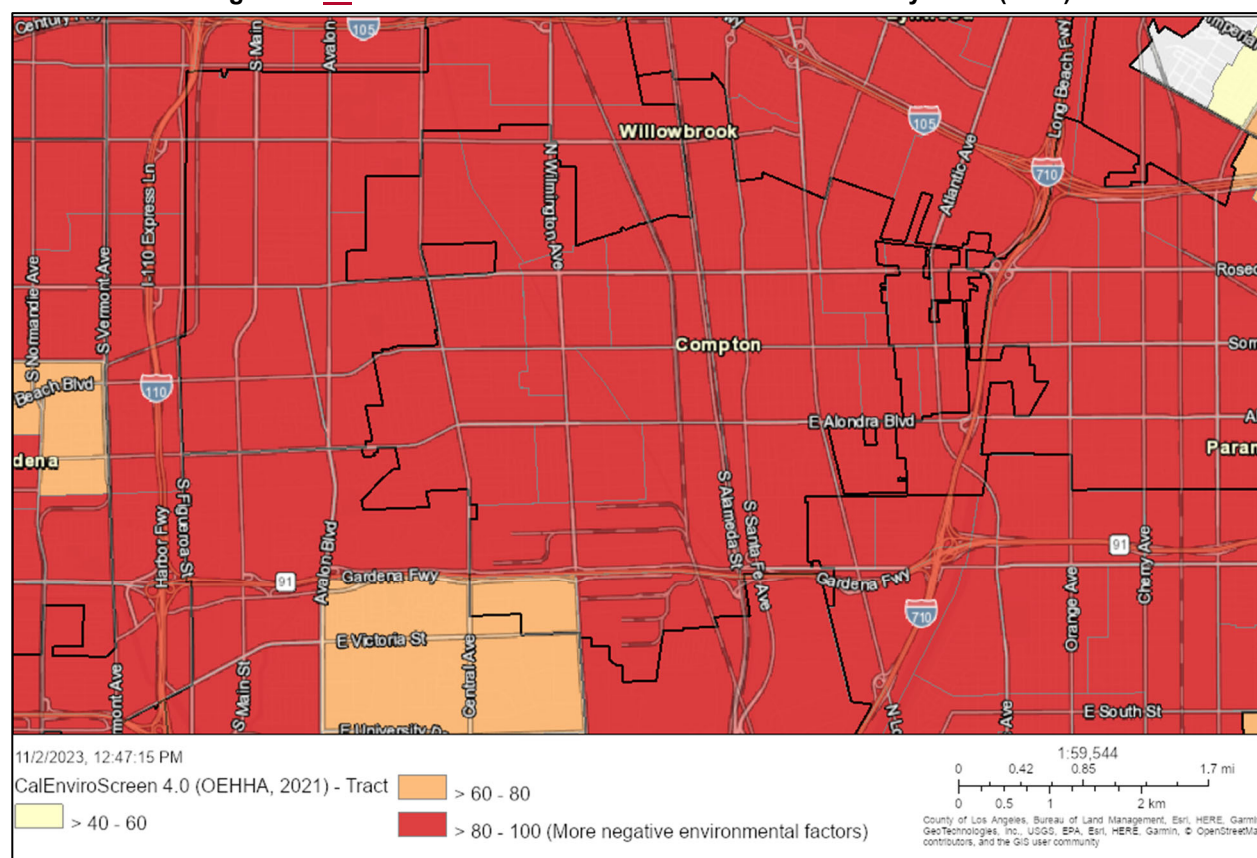 Century Fwy
105
S Main
Avalon
Imperial
Willowbrook
105
Long Beach Fwy
Atlantic Ave
710
N Wilmington Ave
I-110 Express Ln
S Normandie Ave
S Vermont Ave
Rosec
Compton
Som
110
Beach Blvd
E Alondra Blvd
A
dena
Param
S Figueroa St
S Alameda St
S Santa Fe Ave
Harbor Fwy
Avalon Blvd
91
Gardena Fwy
91
Cherry Ave
Gardena Fwy
710
Orange Ave
E Victoria St
Central Ave
mont Ave
S Main St
E South St
Ave
11/2/2023, 12:47:15 PM
CalEnviroScreen 4.0 (OEHHA, 2021) - Tract
> 40 - 60
> 60 - 80
> 80 - 100 (More negative environmental factors)
1:59,544
0 0.42 0.85 1.7 mi
0 0.5 1 2 km
County of Los Angeles, Bureau of Land Management, Esri, HERE, Garmin,
GeoTechnologies, Inc., USGS, EPA, Esri, HERE, Garmin, © OpenStreetMa
contributors, and the GIS user community